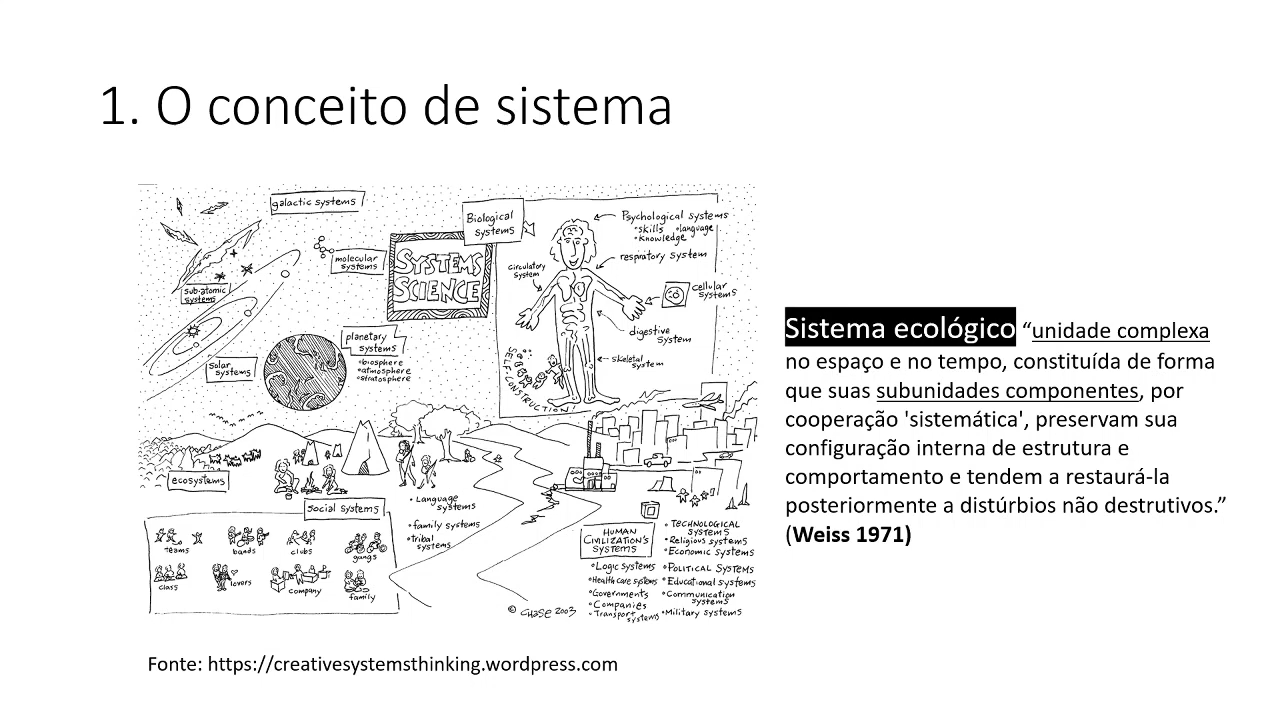 1. O conceito de sistema
galactic systems
Biological
systems
Psychological systems
•skills •language
•knowledge
molecular
systems
SYSTEMS
SCIENCE
circulatory
system
respratory system
sub-atomic
systems
cellular
systems
planetary
systems
•biosphere
•atmosphere
•stratosphere
digestive
system
Solar
systems
skeletal
system
SELF-CONSTRUCTION!
ecosystems
social systems
teams
bands
clubs
gangs
class
lovers
company
family
•Language
systems
•family systems
•tribal
systems
HUMAN
CIVILIZATION'S
SYSTEMS
•Logic systems
•Health care systems
•Governments
•Companies
•Transport
systems
•TECHNOLOGICAL
SYSTEMS
•Religious systems
•Economic systems
•POLITICAL SYSTEMS
•Educational systems
•Communication
systems
•Military systems
© CHASE 2003
Sistema ecológico “unidade complexa
no espaço e no tempo, constituída de forma
que suas subunidades componentes, por
cooperação 'sistemática', preservam sua
configuração interna de estrutura e
comportamento e tendem a restaurá-la
posteriormente a distúrbios não destrutivos.”
(Weiss 1971)
Fonte: https://creativesystemsthinking.wordpress.com